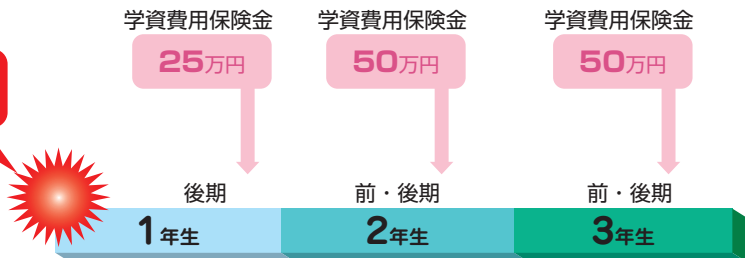 学資費用保険金 学資費用保険金 学資費用保険金
25万円 50万円 50万円
後期 前・後期 前・後期
1年生 2年生 3年生